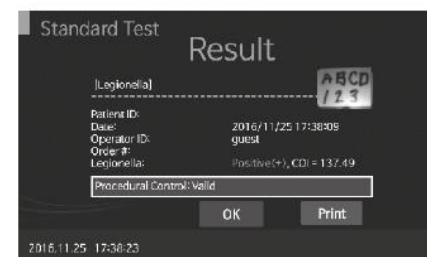 Standard Test
Result
[Legionella]
ABCD
123
Patient ID:
Date: 2016/11/25 17:38:09
Operator ID: guest
Order #:
Legionella: Positive(+), COI = 137.49
Procedural Control: Valid
OK Print
2016.11.25 17:38:23